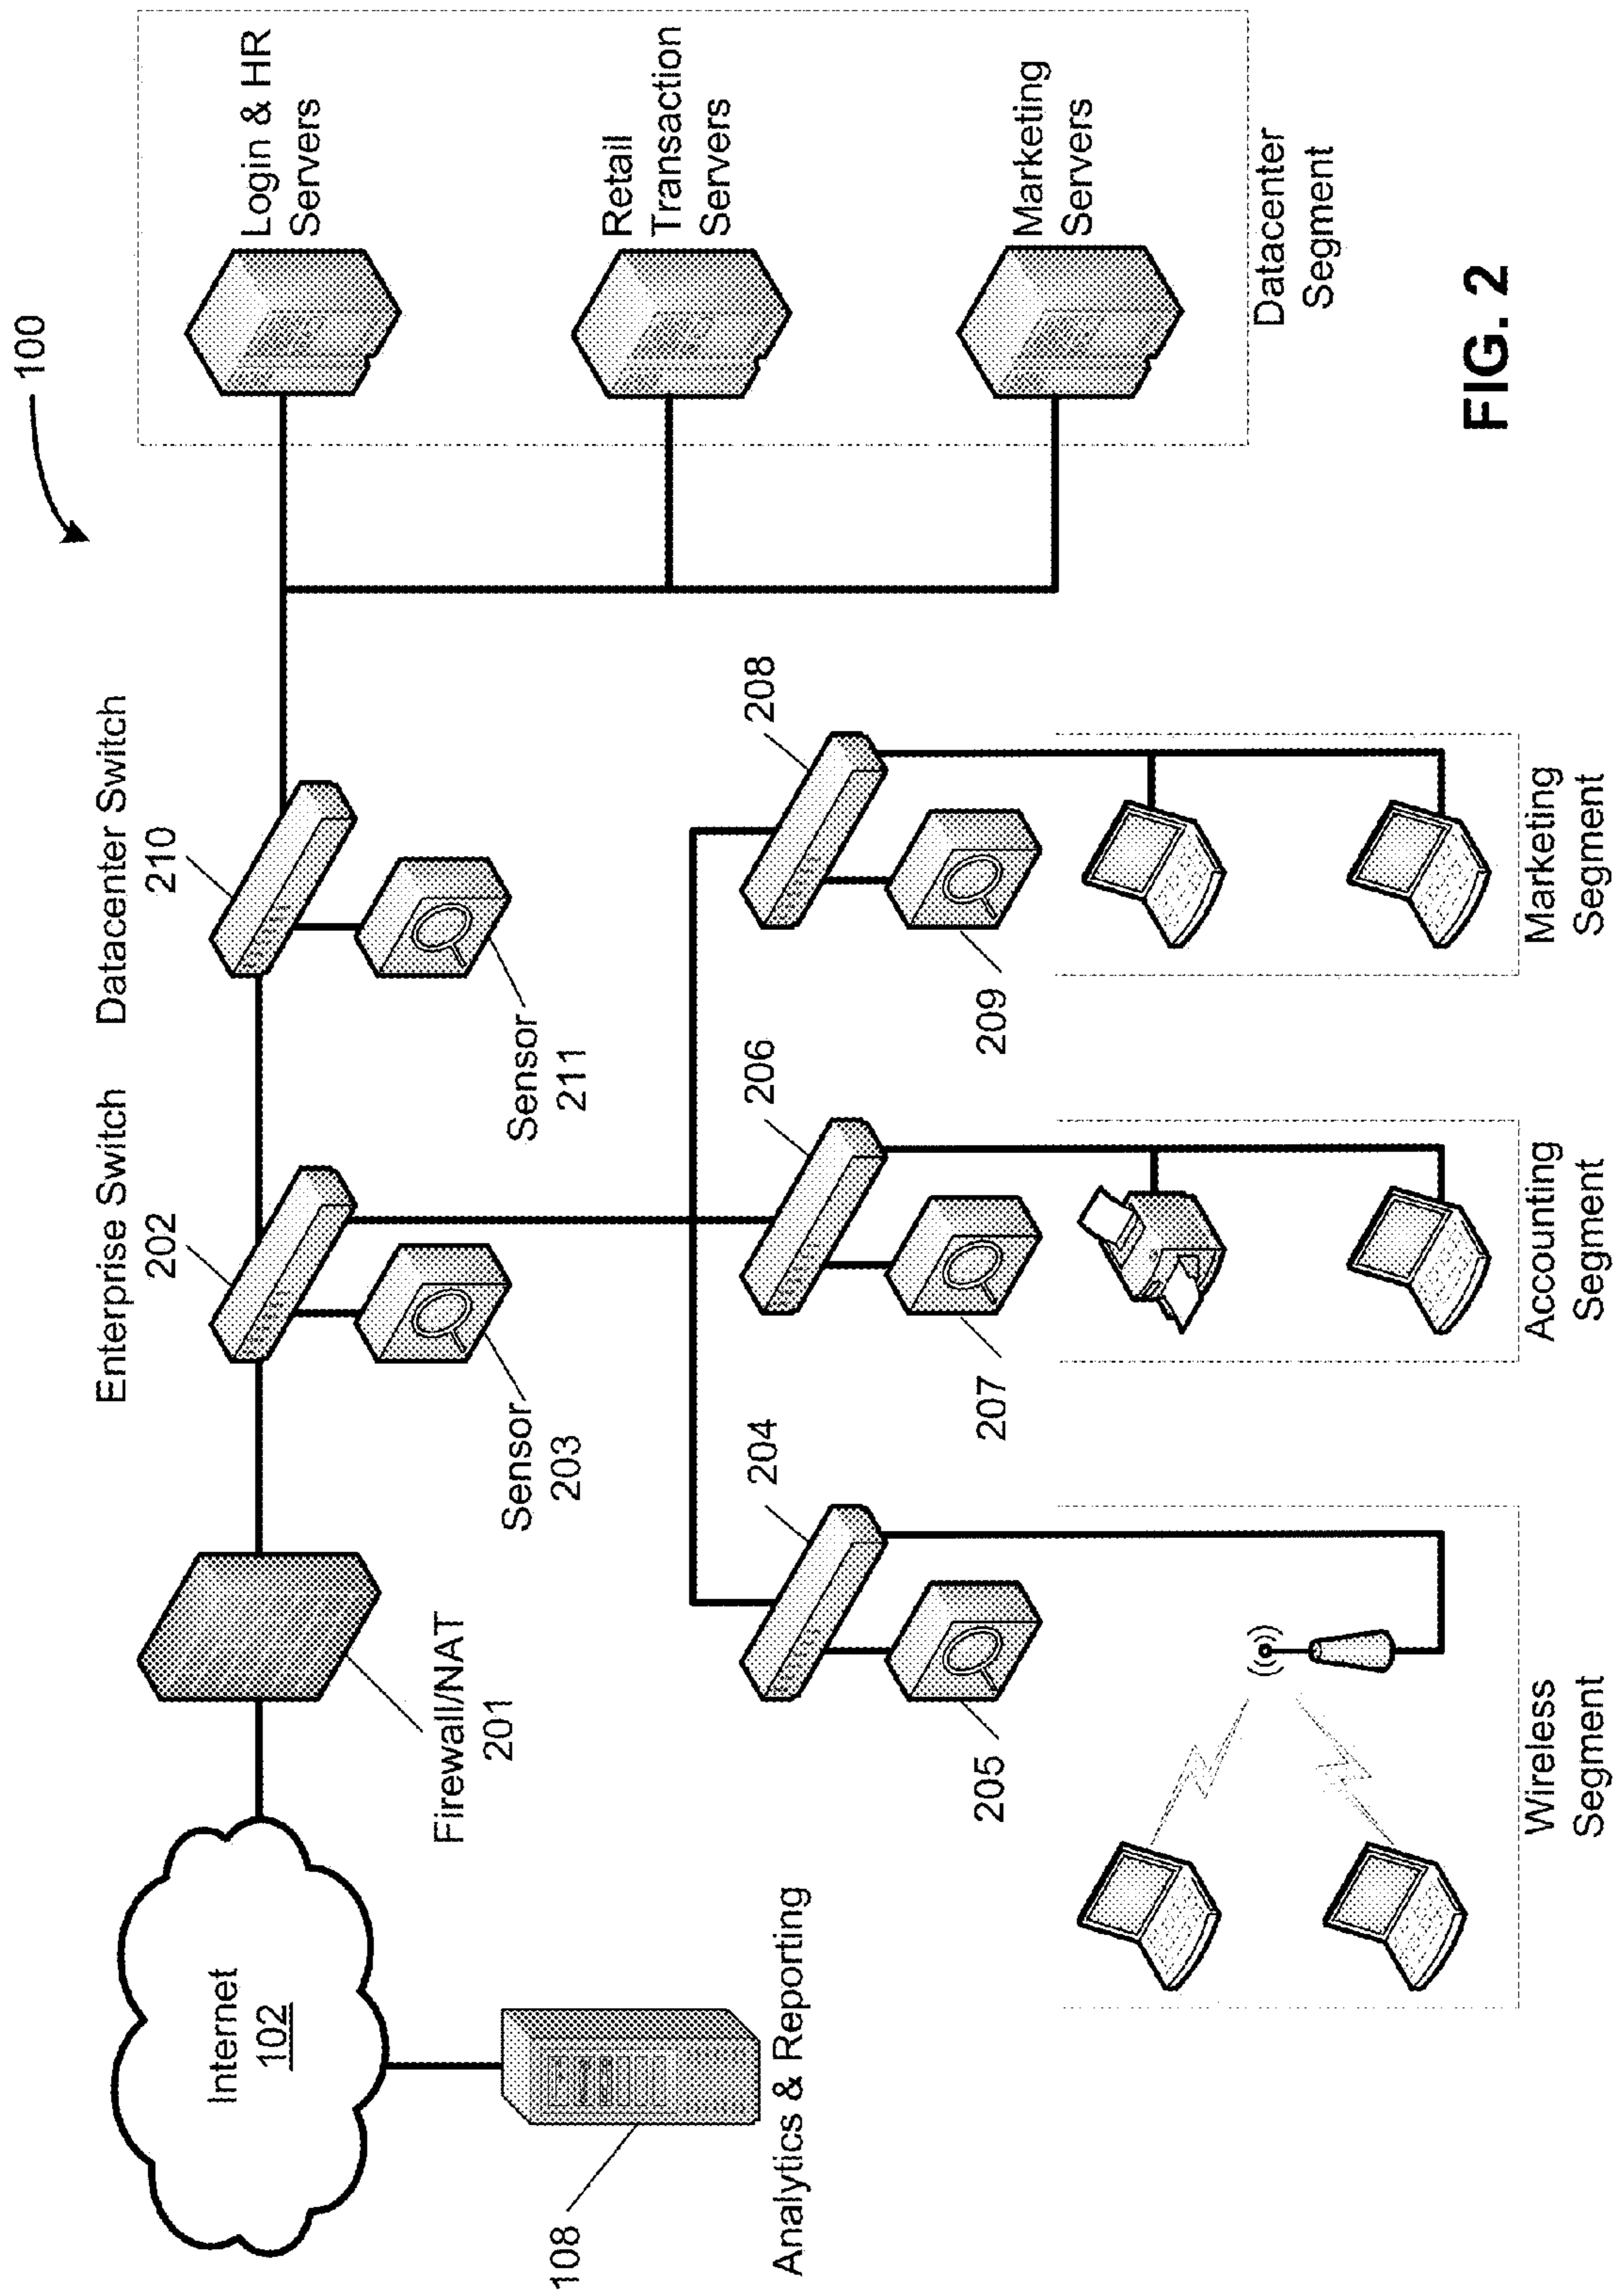 100
Internet
102
108
Analytics & Reporting
Firewall/NAT
201
Enterprise Switch
202
Sensor
203
Datacenter Switch
210
Sensor
211
Login & HR
Servers
Retail
Transaction
Servers
Marketing
Servers
Datacenter
Segment
204
205
Wireless
Segment
206
207
Accounting
Segment
208
209
Marketing
Segment
FIG. 2